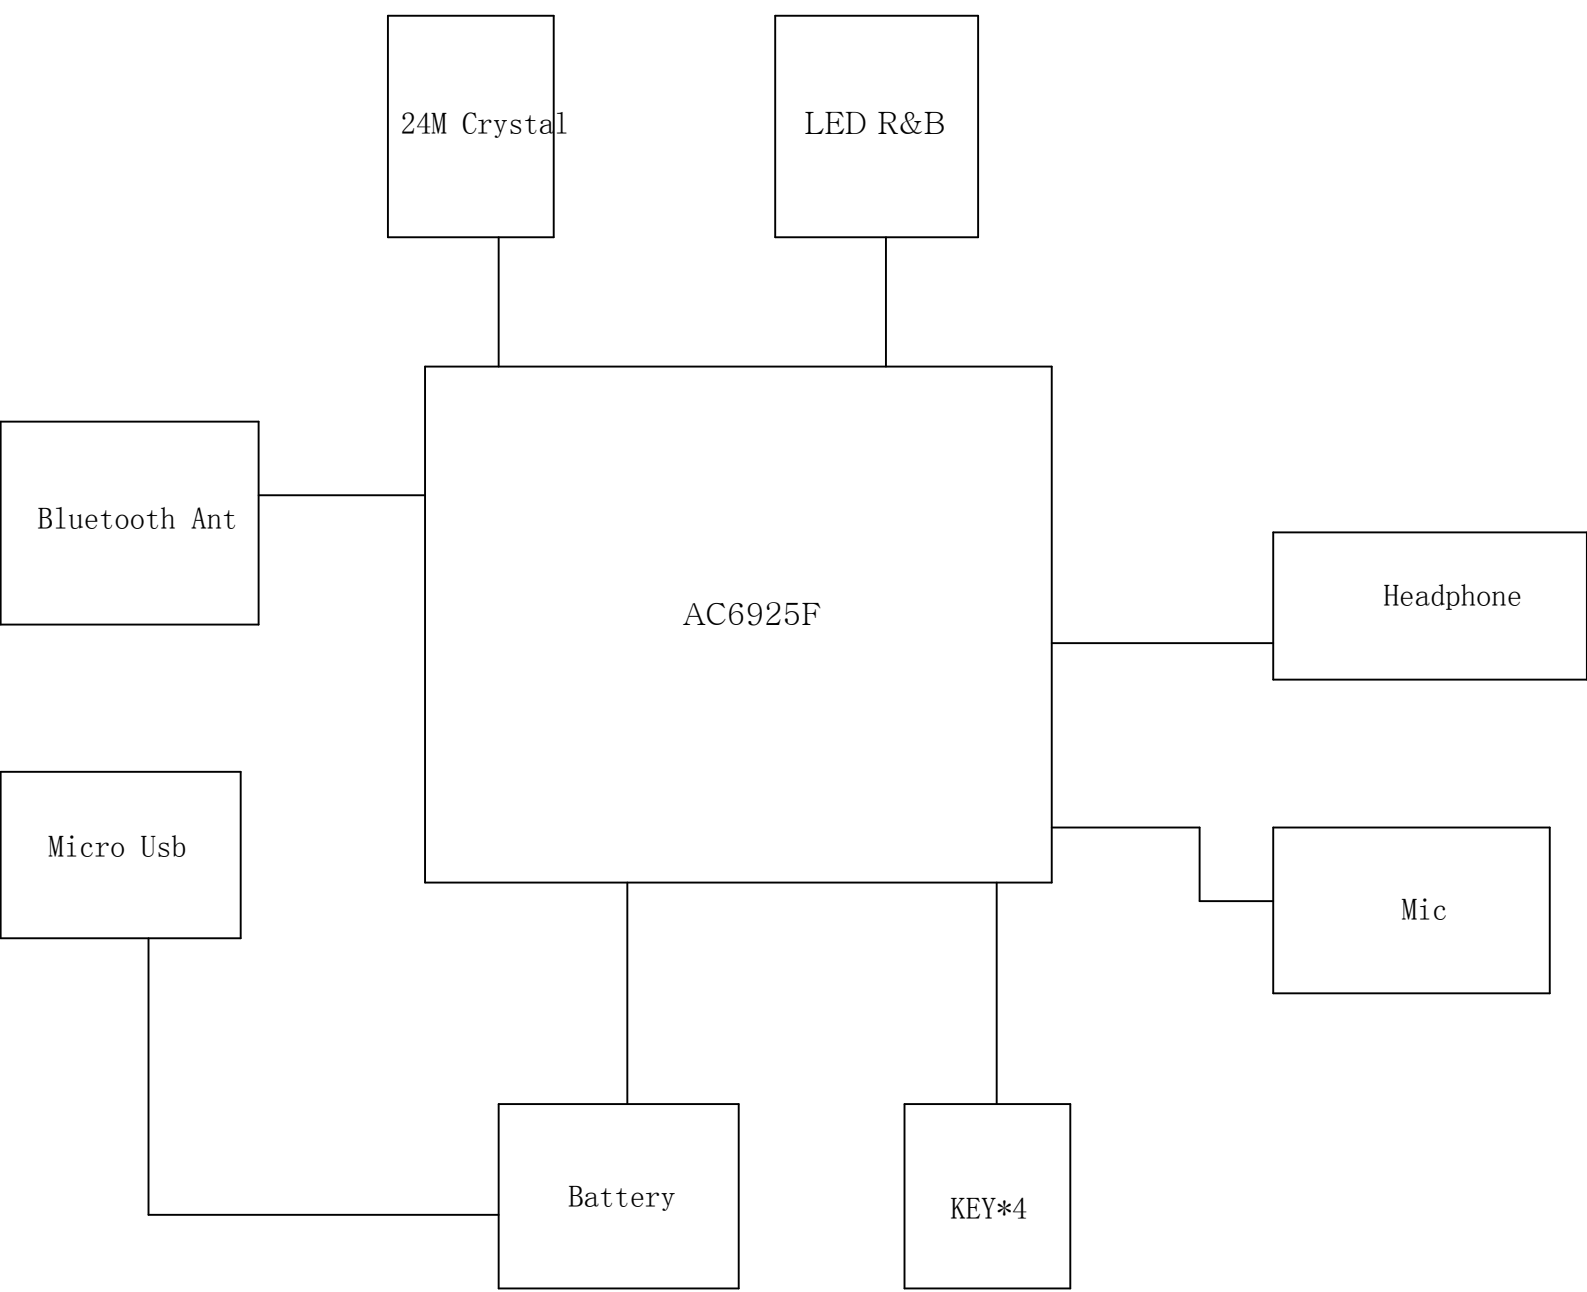 24M Crystal
LED R&B
Bluetooth Ant
AC6925F
Headphone
Micro Usb
Mic
Battery
KEY*4